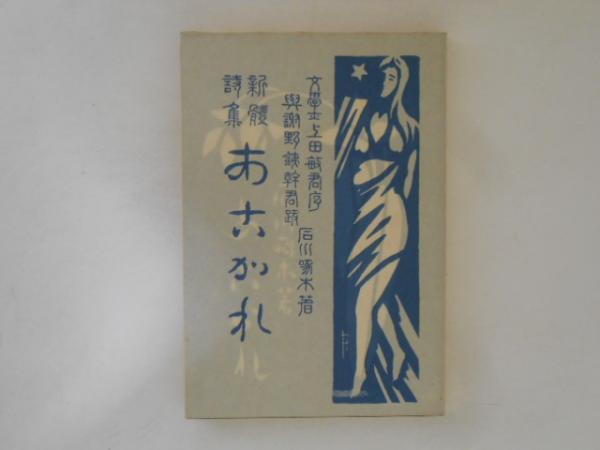 文學士上田敏君序
與謝野鐵幹君跋
石川啄木著
新體
詩集
あこがれ